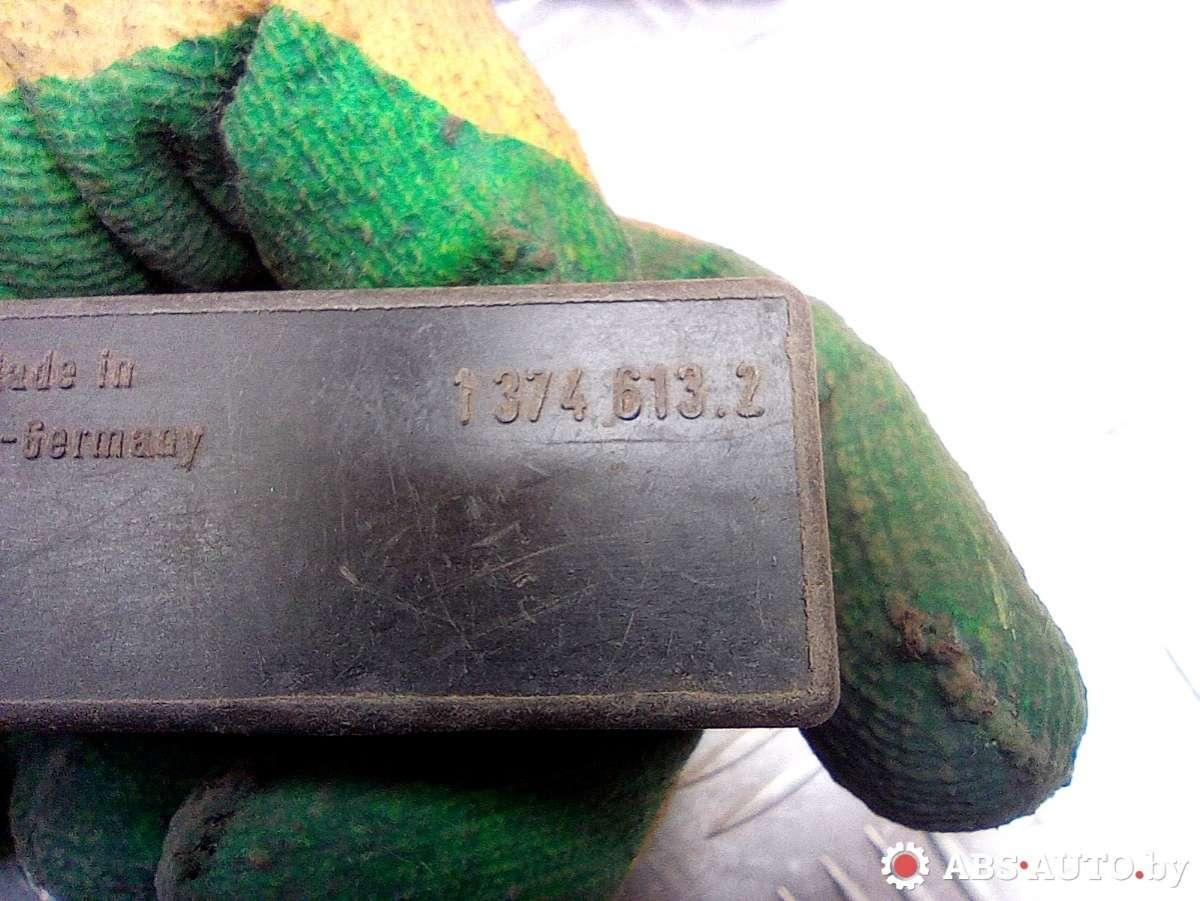 ade in
1 374 613.2
-Germany
ABS-AUTO.by